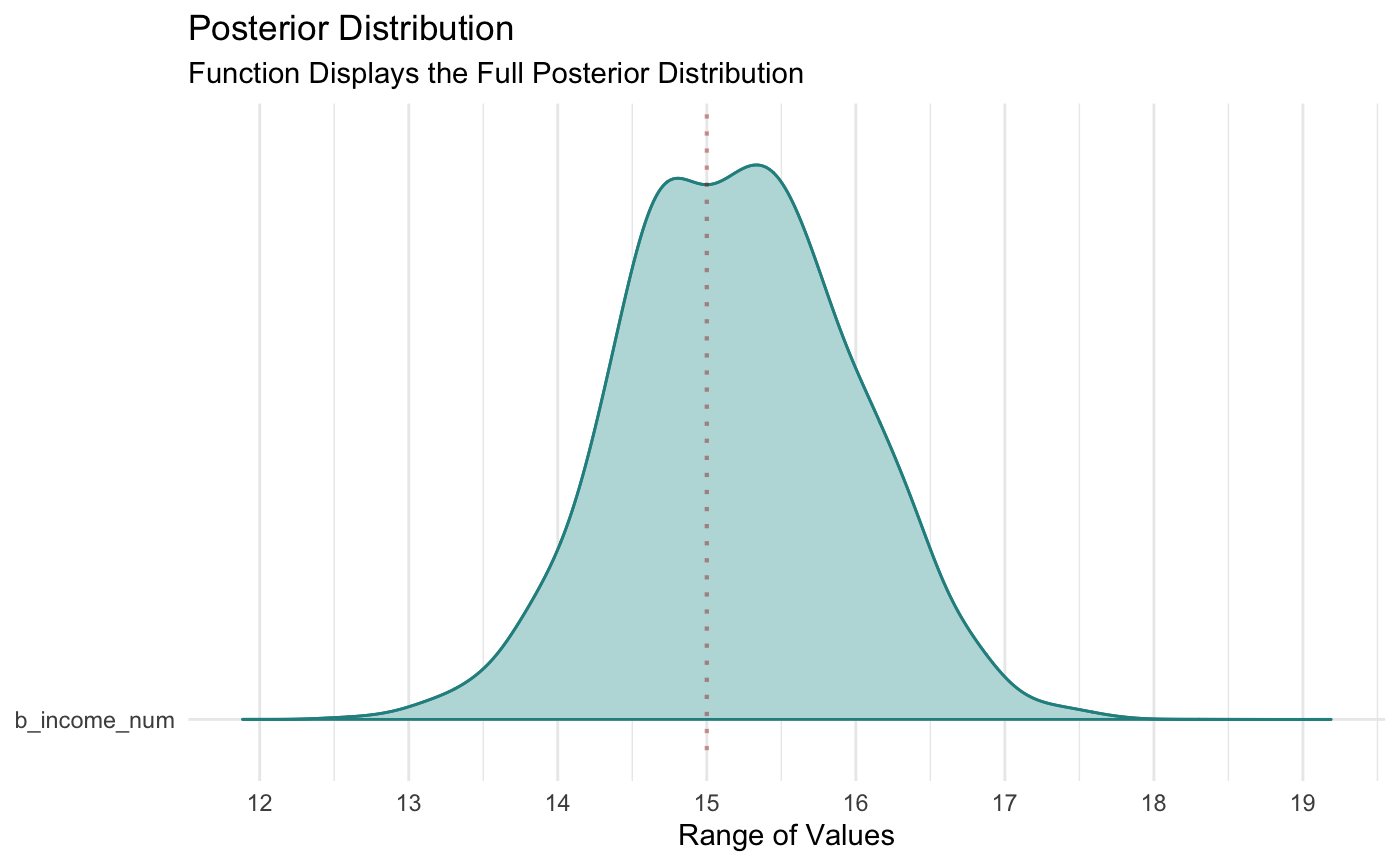 Posterior Distribution
Function Displays the Full Posterior Distribution
b_income_num
12 13 14 15 16 17 18 19
Range of Values